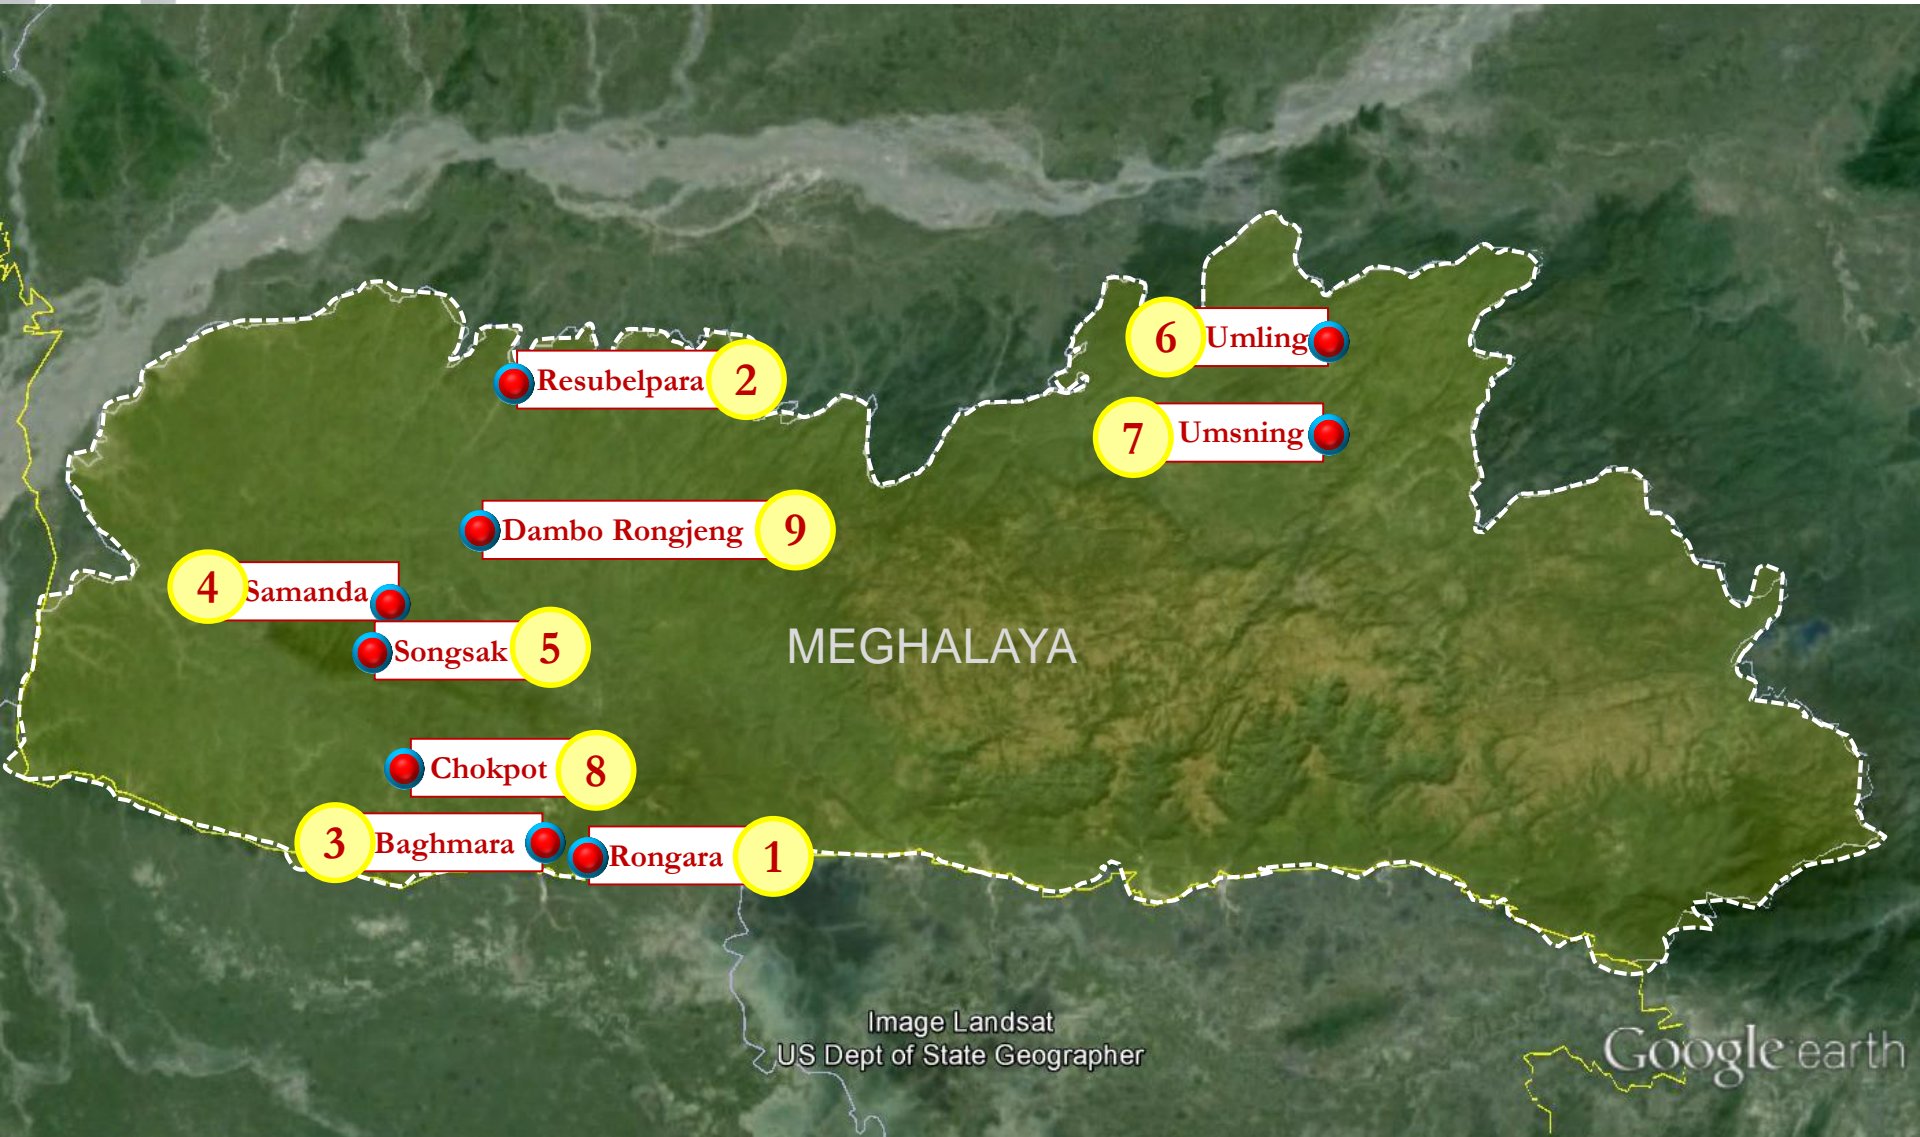 6 Umling
Resubelpara 2
7 Umsning
Dambo Rongjeng 9
4 Samanda
Songsak 5
MEGHALAYA
Chokpot 8
3 Baghmara
Rongara 1
Image Landsat
US Dept of State Geographer
Google earth